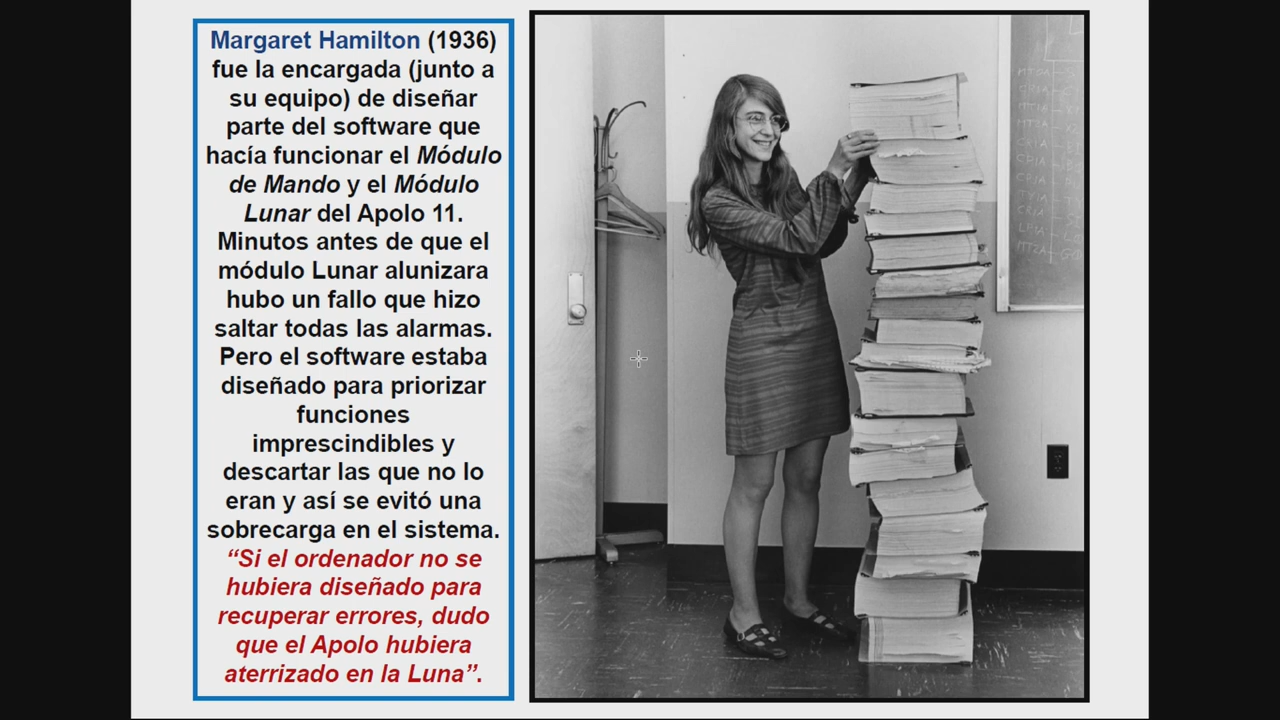 Margaret Hamilton (1936)
fue la encargada (junto a
su equipo) de diseñar
parte del software que
hacía funcionar el Módulo
de Mando y el Módulo
Lunar del Apolo 11.
Minutos antes de que el
módulo Lunar alunizara
hubo un fallo que hizo
saltar todas las alarmas.
Pero el software estaba
diseñado para priorizar
funciones
imprescindibles y
descartar las que no lo
eran y así se evitó una
sobrecarga en el sistema.
“Si el ordenador no se
hubiera diseñado para
recuperar errores, dudo
que el Apolo hubiera
aterrizado en la Luna”.